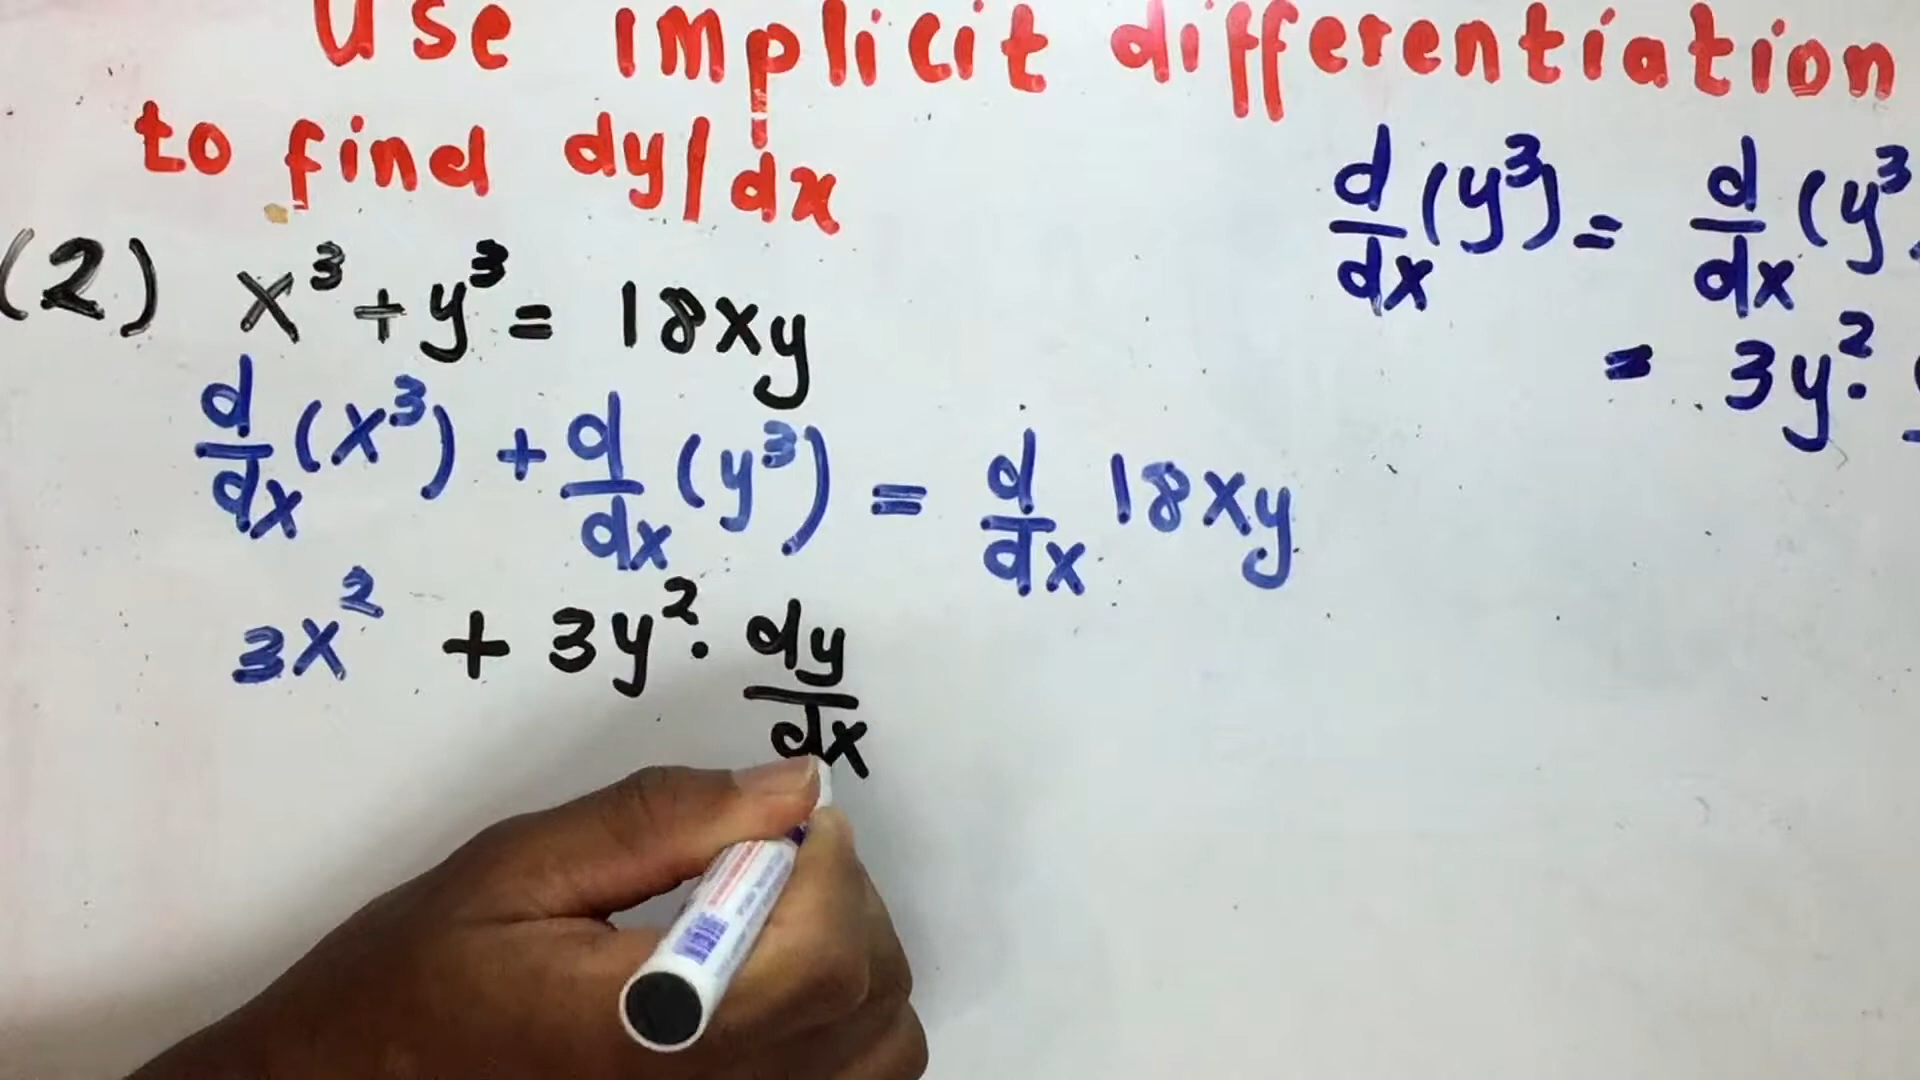 Use implicit differentiation
to find dy/dx
d/dx (y³) = d/dx (y³
= 3y² ·
(2) x³ + y³ = 18xy
d/dx (x³) + d/dx (y³) = d/dx 18xy
3x² + 3y² · dy/dx